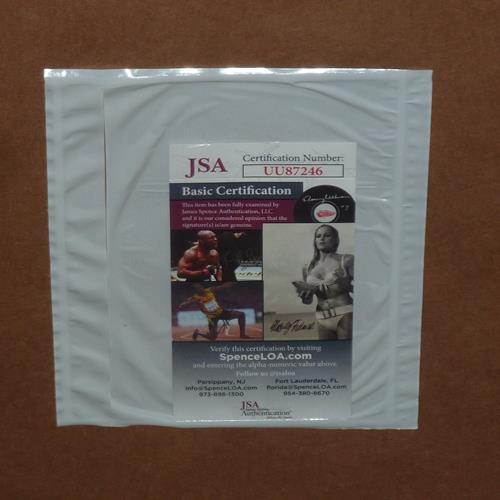 JSA
Certification Number:
UU87246
Basic Certification
This item has been fully examined by
James Spence Authentication, LLC
and it is our considered opinion that the
signature(s) is/are genuine.
Verify this certification by visiting
SpenceLOA.com
and entering the alpha-numeric value above.
Follow us @jsaloa
Parsippany, NJ
info@SpenceLOA.com
973-898-1300
Fort Lauderdale, FL
florida@SpenceLOA.com
954-380-8670
JSA
Authentication